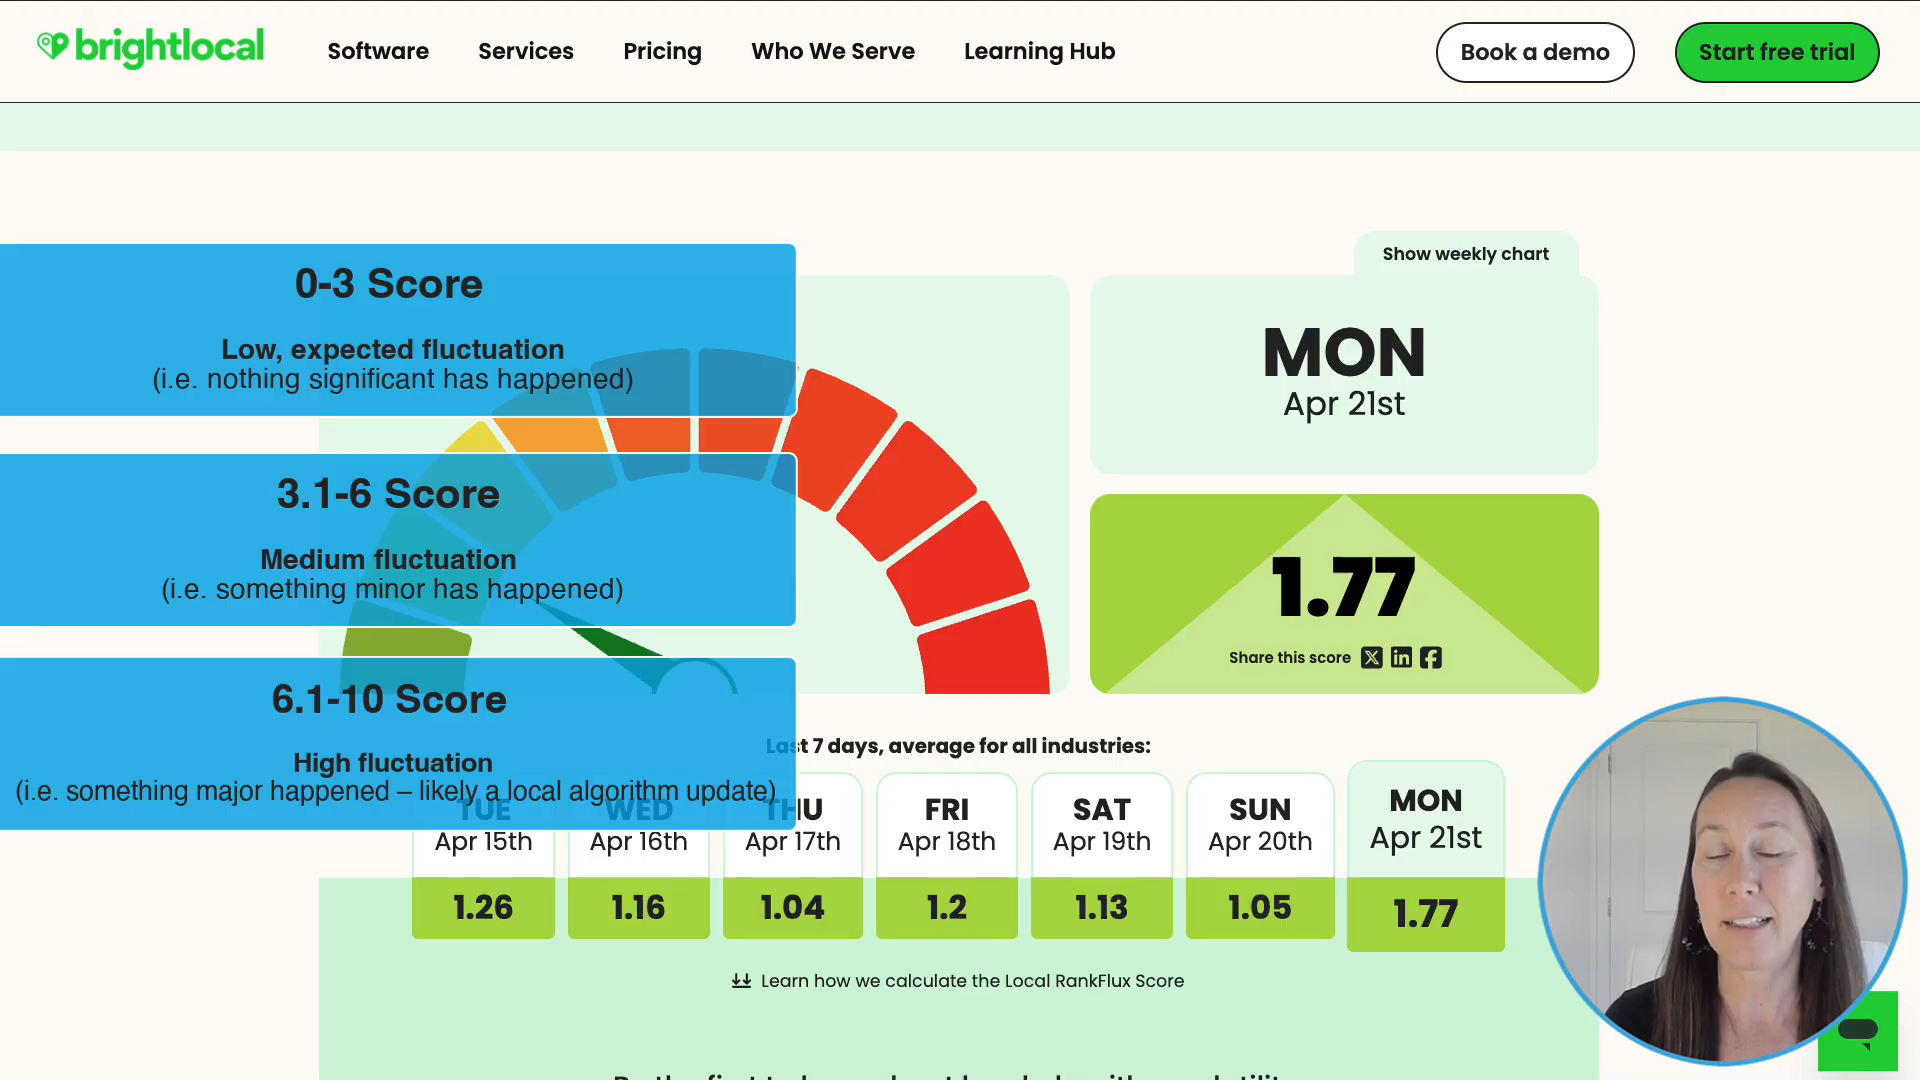 brightlocal
Software
Services
Pricing
Who We Serve
Learning Hub
Book a demo
Start free trial
Show weekly chart
0-3 Score
Low, expected fluctuation
(i.e. nothing significant has happened)
3.1-6 Score
Medium fluctuation
(i.e. something minor has happened)
6.1-10 Score
High fluctuation
(i.e. something major happened – likely a local algorithm update)
MON
Apr 21st
1.77
Share this score
Last 7 days, average for all industries:
TUE
Apr 15th
1.26
WED
Apr 16th
1.16
THU
Apr 17th
1.04
FRI
Apr 18th
1.2
SAT
Apr 19th
1.13
SUN
Apr 20th
1.05
MON
Apr 21st
1.77
Learn how we calculate the Local RankFlux Score